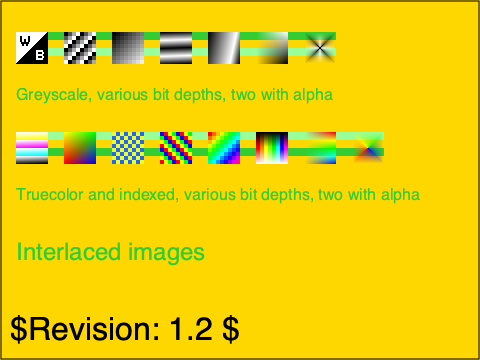 W
B
Greyscale, various bit depths, two with alpha
Truecolor and indexed, various bit depths, two with alpha
Interlaced images
$Revision: 1.2 $